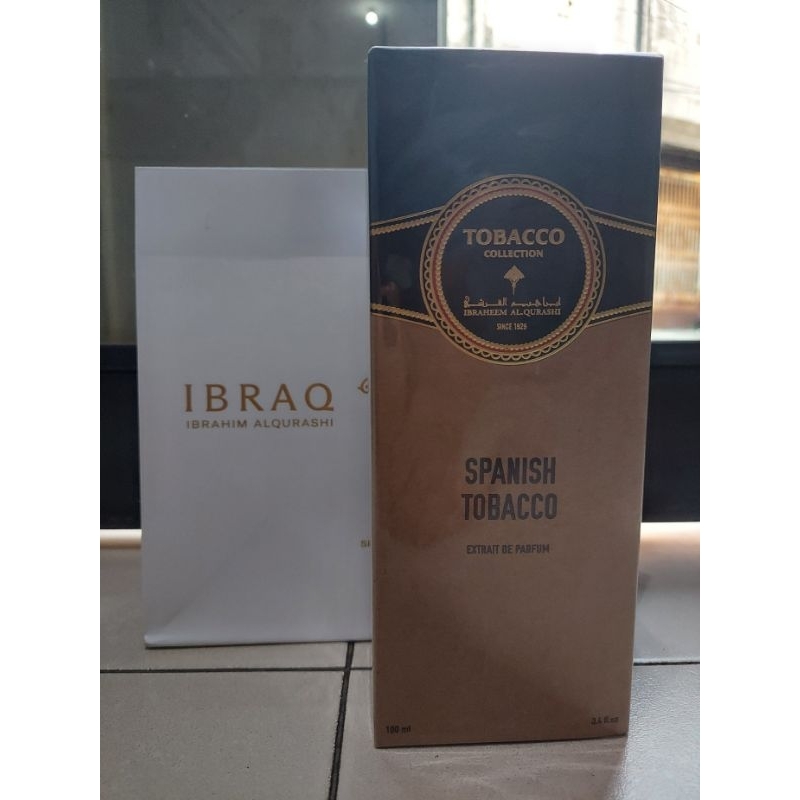 IBRAQ
IBRAHIM ALQURASHI
TOBACCO
COLLECTION
ابراهيم القرشي
IBRAHEEM AL.QURASHI
SINCE 1826
SPANISH
TOBACCO
EXTRAIT DE PARFUM
100 ml
3.4 fl.oz